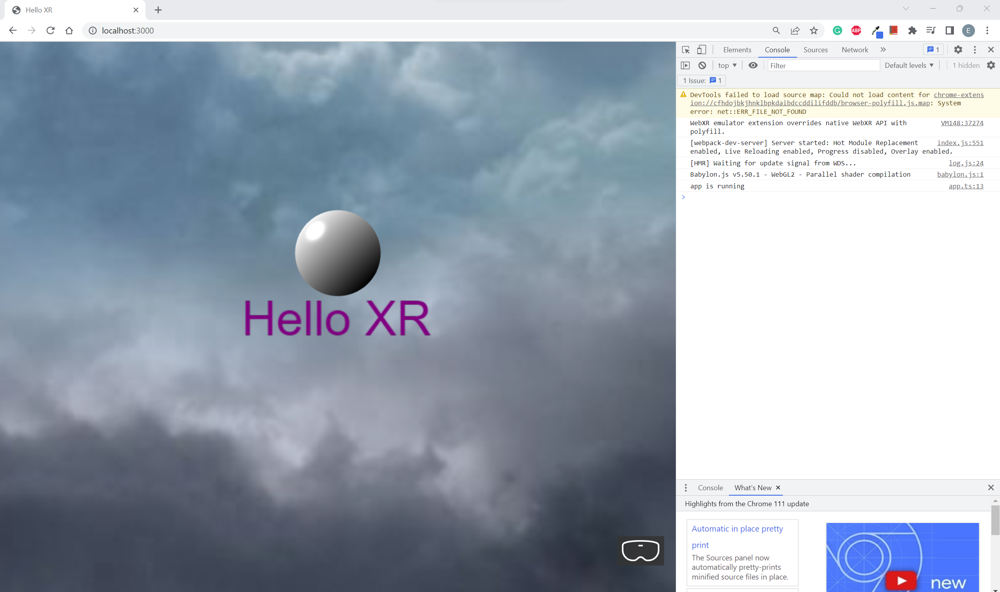 Hello XR
localhost:3000
ABP
E
Elements Console Sources Network 1
top Filter Default levels 1 hidden
1 Issue: 1
DevTools failed to load source map: Could not load content for chrome-extens
ion://cfhdojbkjhnklbpkdaibdccddilifddb/browser-polyfill.js.map: System
error: net::ERR_FILE_NOT_FOUND
WebXR emulator extension overrides native WebXR API with VM148:37274
polyfill.
[webpack-dev-server] Server started: Hot Module Replacement index.js:551
enabled, Live Reloading enabled, Progress disabled, Overlay enabled.
[HMR] Waiting for update signal from WDS... log.js:24
Babylon.js v5.50.1 - WebGL2 - Parallel shader compilation babylon.js:1
app is running app.ts:13
Hello XR
Console What's New
Highlights from the Chrome 111 update
Automatic in place pretty
print
The Sources panel now
automatically pretty-prints
minified source files in place.
new